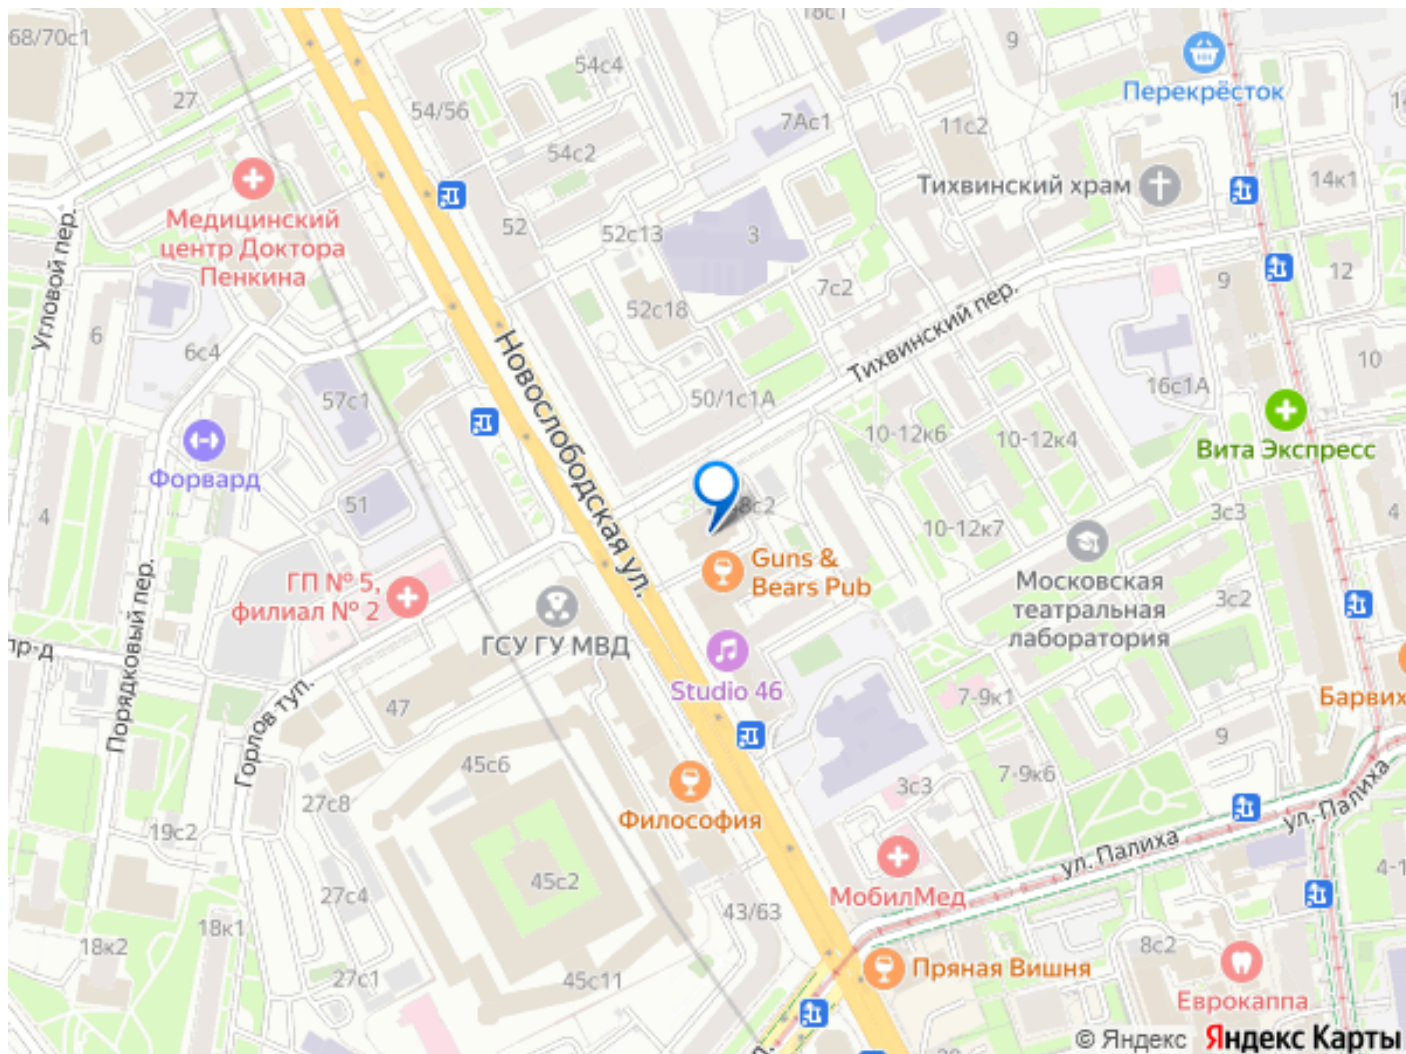 68/70с1
18с1
9
54с4
27
54/56
7Ас1
11с2
Перекрёсток
54с2
Тихвинский храм
14к1
Медицинский
центр Доктора
Пенкина
52
52с13
3
Угловой пер.
6
6с4
52с18
7с2
Тихвинский пер.
9
12
10
Новослободская ул.
57с1
50/1с1А
16с1А
10-12к6
10-12к4
Вита Экспресс
Форвард
51
4
8с2
10-12к7
3с3
4
Guns &
Bears Pub
ГП № 5,
филиал № 2
Московская
театральная
лаборатория
3с2
ГСУ ГУ МВД
пр-д
Порядковый пер.
Горлов туп.
47
Studio 46
7-9к1
Барвих
9
45с6
7-9к6
3с3
27с8
Философия
ул. Палиха
ул. Палиха
19с2
27с4
45с2
МобилМед
43/63
18к1
18к2
8с2
27с1
45с11
Пряная Вишня
Еврокаппа
© Яндекс Яндекс Карты